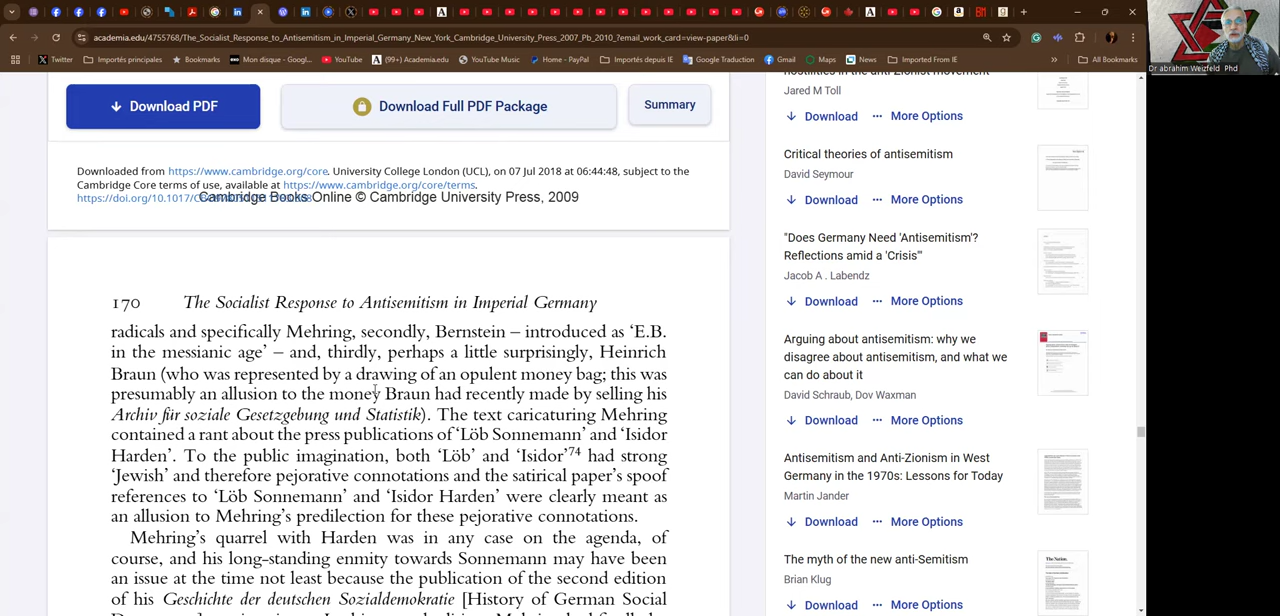 academia.edu/4755768/The_Socialist_Response_to_Antisemitism_in_Imperial_Germany_New_York_Cambridge_University_Press_2007_Pb_2010_?email_work_card=view-paper&li=0
Dr abrahim Weizfeld Phd
Twitter
Importés principales
Bookmarks
Mon disque - Googl...
YouTube
(99+) Academia.edu
YouTube Music
Home - PayPal
Importés depuis IE
Google Traduction
Gmail
Maps
News
Imported From IE
»
All Bookmarks
Download PDF
Download Full PDF Package
Summary
Downloaded from https://www.cambridge.org/core. University College London (UCL), on 07 Jul 2018 at 06:44:48, subject to the
Cambridge Core terms of use, available at https://www.cambridge.org/core/terms.
https://doi.org/10.1017/C
Cambridge Books Online © Cambridge University Press, 2009
170 The Socialist Response to Antisemitism in Imperial Germany
radicals and specifically Mehring, secondly, Bernstein – introduced as ‘E.B.
in the messianic age’ – and, thirdly, perhaps little surprisingly, Heinrich
Braun (who was represented by a drawing of an opulent money bag; this was
presumably an allusion to the money Braun had recently made by selling his
Archiv für soziale Gesetzgebung und Statistik). The text caricaturing Mehring
contained a rant about the press publications of ‘Löb Sonnemann’ and ‘Isidor
Harden’. To the public imagination, both ‘Löb’ and ‘Isidor’74 had strong
‘Jewish’ and therefore pejorative connotations and the satirical paper’s use of
references to ‘Löb Sonnemann’ and ‘Isidor Harden’ was clearly meant as
an allusion to Mehring’s predilection for these pejorative connotations.
Mehring’s quarrel with Harden was in any case on the agenda, of
course, and his long-standing enmity towards Sonnemann may have been
an issue at the time not least because of the publication of the second edition
of his
hostilities in the anti-Zionist movement
Jared M Toll
Download
More Options
Critical theories of antisemitism
David Seymour
Download
More Options
"Does Germany Need 'Antisemitism'?
Reflections amid a 'Crisis'"
Jacob A . Labendz
Download
More Options
Arguing about antisemitism: why we
disagree about antisemitism, and what we
can do about it
David Schraub, Dov Waxman
Download
More Options
Antisemitism and Anti-Zionism in West
Germany in the 1970s: Lessons for Today
Martin Jander
Download
More Options
The myth of the new anti-Semitism
Brian Klug
Download
More Options